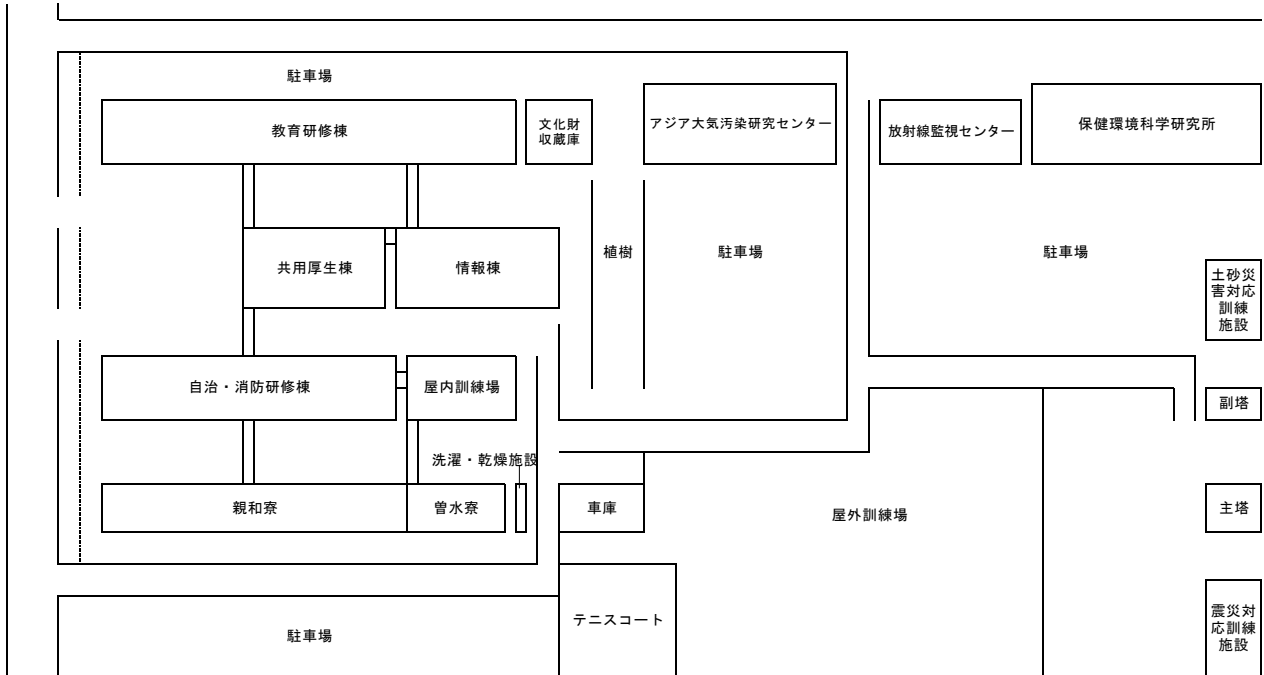 駐車場
教育研修棟
文化財
収蔵庫
アジア大気汚染研究センター
放射線監視センター
保健環境科学研究所
共用厚生棟
情報棟
植樹
駐車場
駐車場
土砂災
害対応
訓練
施設
自治・消防研修棟
屋内訓練場
副塔
洗濯・乾燥施設
親和寮
曽水寮
車庫
屋外訓練場
主塔
テニスコート
震災対
応訓練
施設
駐車場